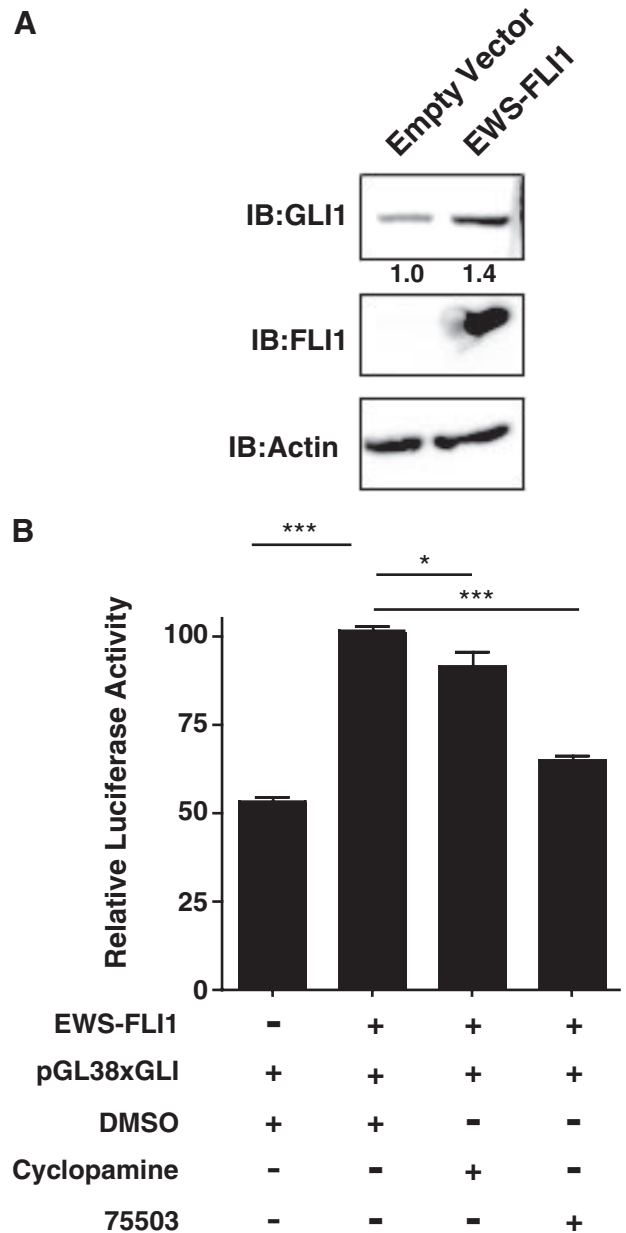 A
Empty Vector
EWS-FLI1
IB:GLI1
1.0 1.4
IB:FLI1
IB:Actin
B
***
*
***
Relative Luciferase Activity
100
75
50
25
0
EWS-FLI1 - + + +
pGL38xGLI + + + +
DMSO + + - -
Cyclopamine - - + -
75503 - - - +